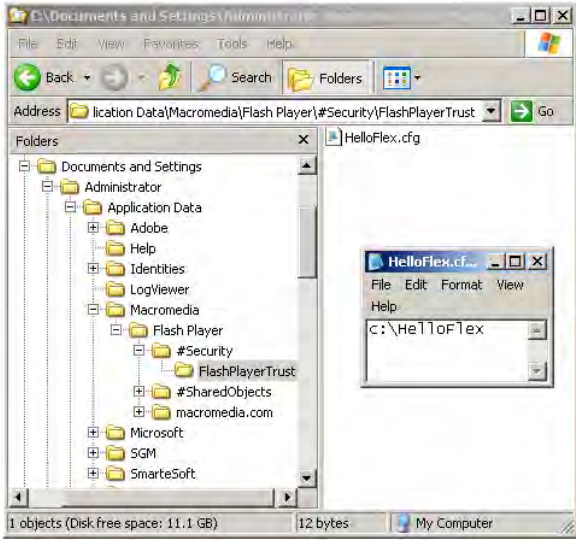 C:\Documents and Settings\Administrator
File Edit View Favorites Tools Help
Back Search Folders
Address lication Data\Macromedia\Flash Player\#Security\FlashPlayerTrust Go
Folders
HelloFlex.cfg
Documents and Settings
Administrator
Application Data
Adobe
Help
Identities
LogViewer
Macromedia
Flash Player
#Security
FlashPlayerTrust
#SharedObjects
macromedia.com
Microsoft
SGM
SmarteSoft
HelloFlex.cf...
File Edit Format View
Help
c:\HelloFlex
1 objects (Disk free space: 11.1 GB) 12 bytes My Computer